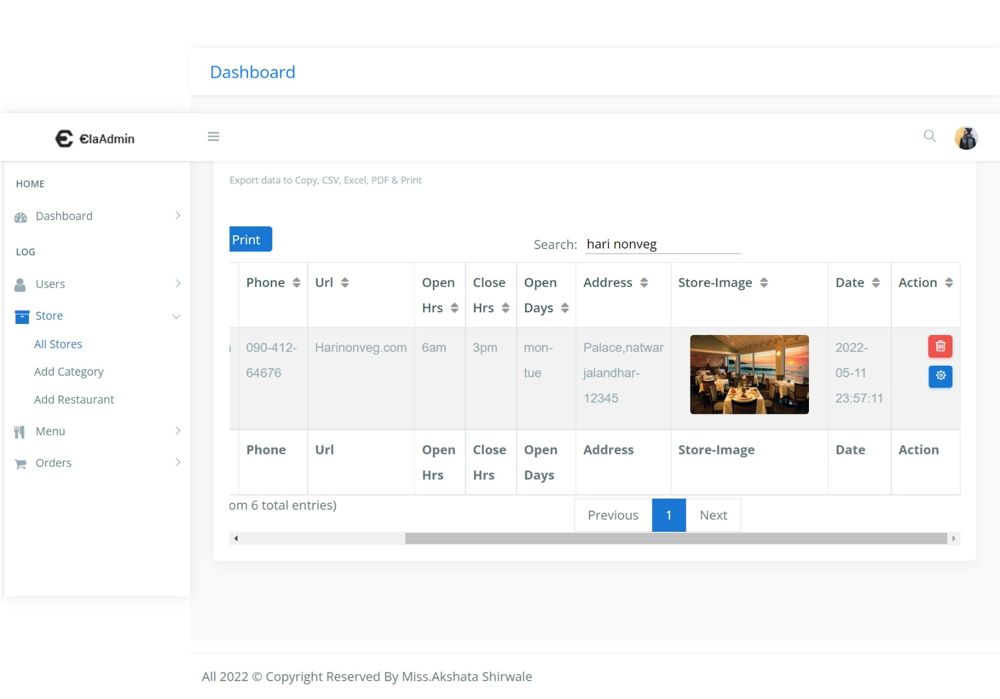 Dashboard
ElaAdmin
HOME
Dashboard
LOG
Users
Store
All Stores
Add Category
Add Restaurant
Menu
Orders
Export data to Copy, CSV, Excel, PDF & Print
Print
Search: hari nonveg
Phone Url Open Close Open Address Store-Image Date Action
Hrs Hrs Days
090-412- Harinonveg.com 6am 3pm mon- Palace,natwar 2022-
64676 tue jalandhar- 05-11
12345 23:57:11
Phone Url Open Close Open Address Store-Image Date Action
Hrs Hrs Days
om 6 total entries)
Previous 1 Next
All 2022 © Copyright Reserved By Miss.Akshata Shirwale